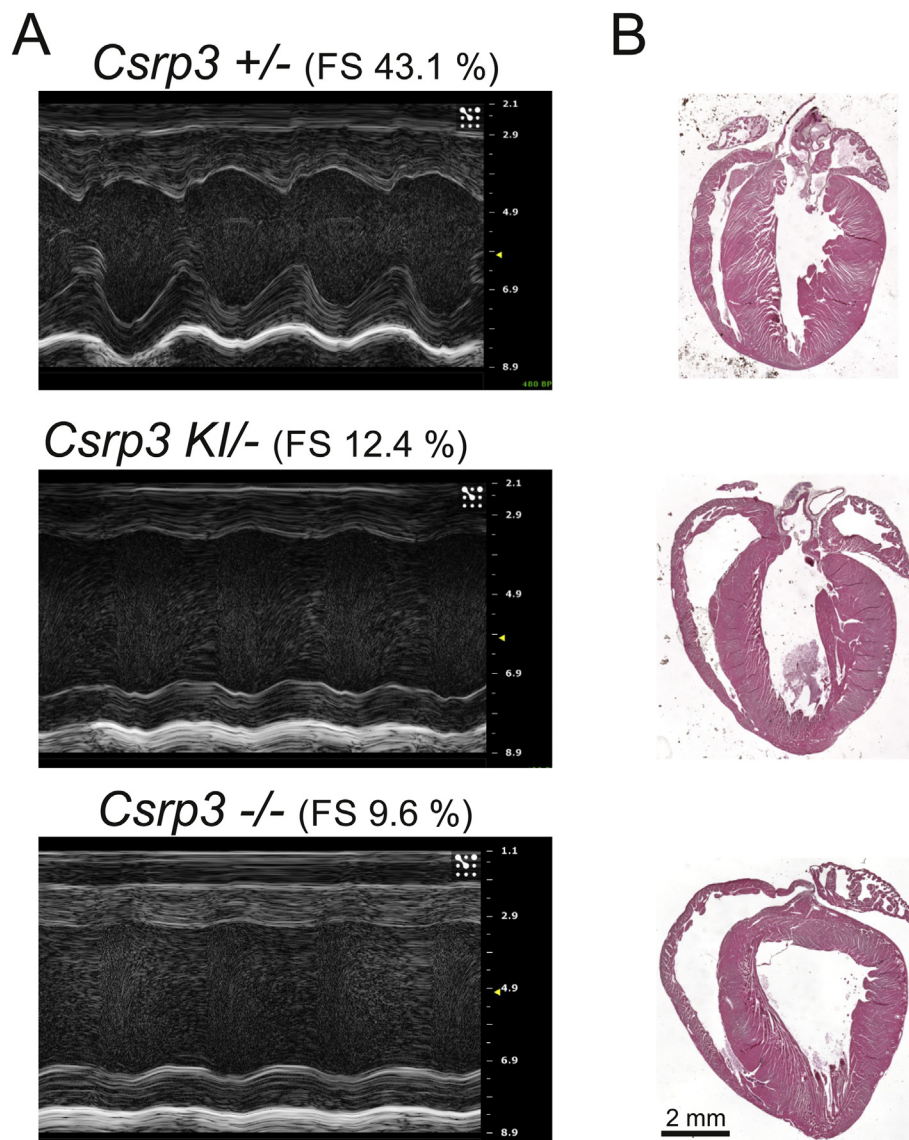 A
B
Csrp3 +/- (FS 43.1 %)
2.1
2.9
4.9
6.9
8.9
480 BP
Csrp3 KI/- (FS 12.4 %)
2.1
2.9
4.9
6.9
8.9
Csrp3 -/- (FS 9.6 %)
1.1
2.9
4.9
6.9
8.9
2 mm